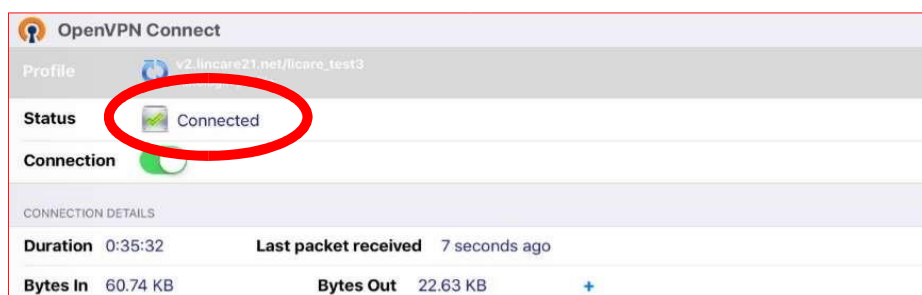 OpenVPN Connect
Profile v2.lincare21.net/licare_test3
Status Connected
Connection
CONNECTION DETAILS
Duration 0:35:32 Last packet received 7 seconds ago
Bytes In 60.74 KB Bytes Out 22.63 KB +